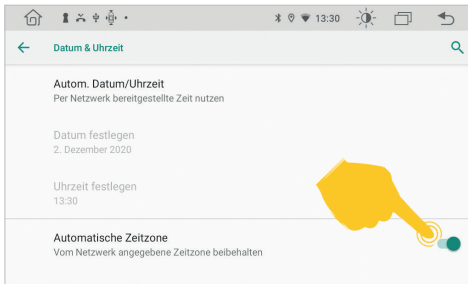 13:30
Datum & Uhrzeit
Autom. Datum/Uhrzeit
Per Netzwerk bereitgestellte Zeit nutzen
Datum festlegen
2. Dezember 2020
Uhrzeit festlegen
13:30
Automatische Zeitzone
Vom Netzwerk angegebene Zeitzone beibehalten